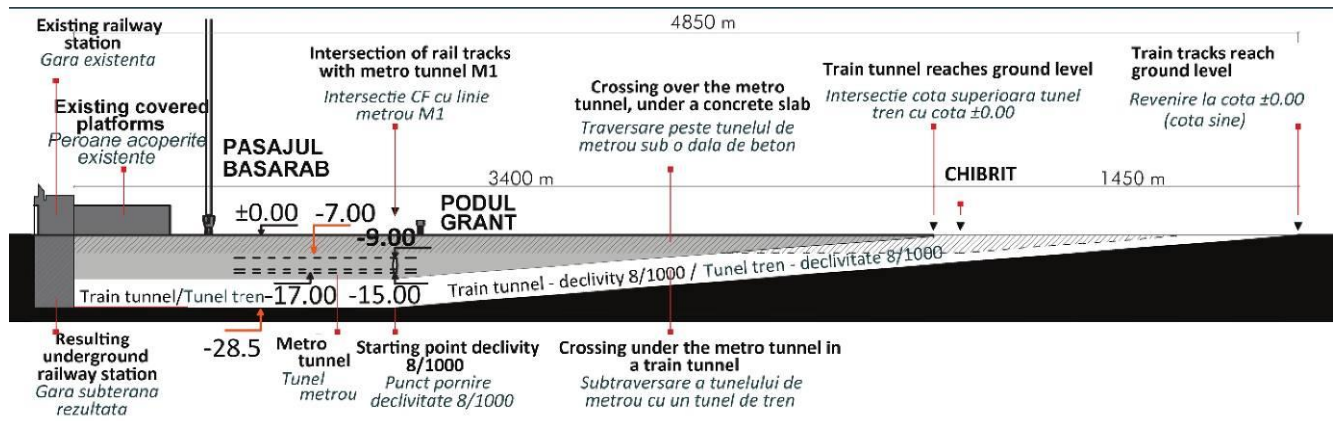 4850 m
Existing railway
station
Gara existenta
Existing covered
platforms
Peroane acoperite
existente
PASAJUL
BASARAB
Intersection of rail tracks
with metro tunnel M1
Intersectie CF cu linie
metrou M1
Crossing over the metro
tunnel, under a concrete slab
Traversare peste tunelul de
metrou sub o dala de beton
Train tunnel reaches ground level
Intersectie cota superioara tunel
tren cu cota ±0.00
Train tracks reach
ground level
Revenire la cota ±0.00
(cota sine)
3400 m
CHIBRIT
1450 m
PODUL
GRANT
±0.00
-7.00
-9.00
Train tunnel/Tunel tren
-17.00
-15.00
Train tunnel - declivity 8/1000 / Tunel tren - declivitate 8/1000
-28.5
Resulting
underground
railway station
Gara subterana
rezultata
Metro
tunnel
Tunel
metrou
Starting point declivity
8/1000
Punct pornire
declivitate 8/1000
Crossing under the metro tunnel in
a train tunnel
Subtraversare a tunelului de
metrou cu un tunel de tren